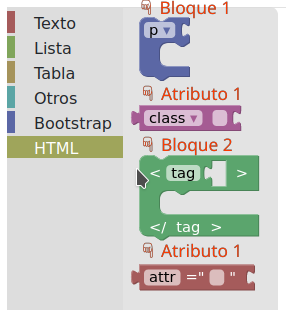 Texto
Lista
Tabla
Otros
Bootstrap
HTML
Bloque 1
p ▾
Atributo 1
class ▾
Bloque 2
< tag >
</ tag >
Atributo 1
attr =" "